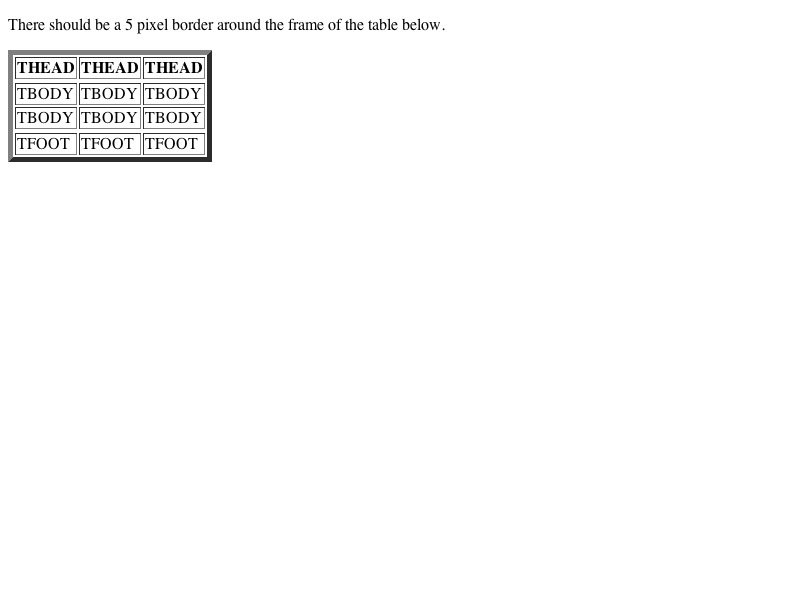 There should be a 5 pixel border around the frame of the table below.
THEAD THEAD THEAD
TBODY TBODY TBODY
TBODY TBODY TBODY
TFOOT TFOOT TFOOT